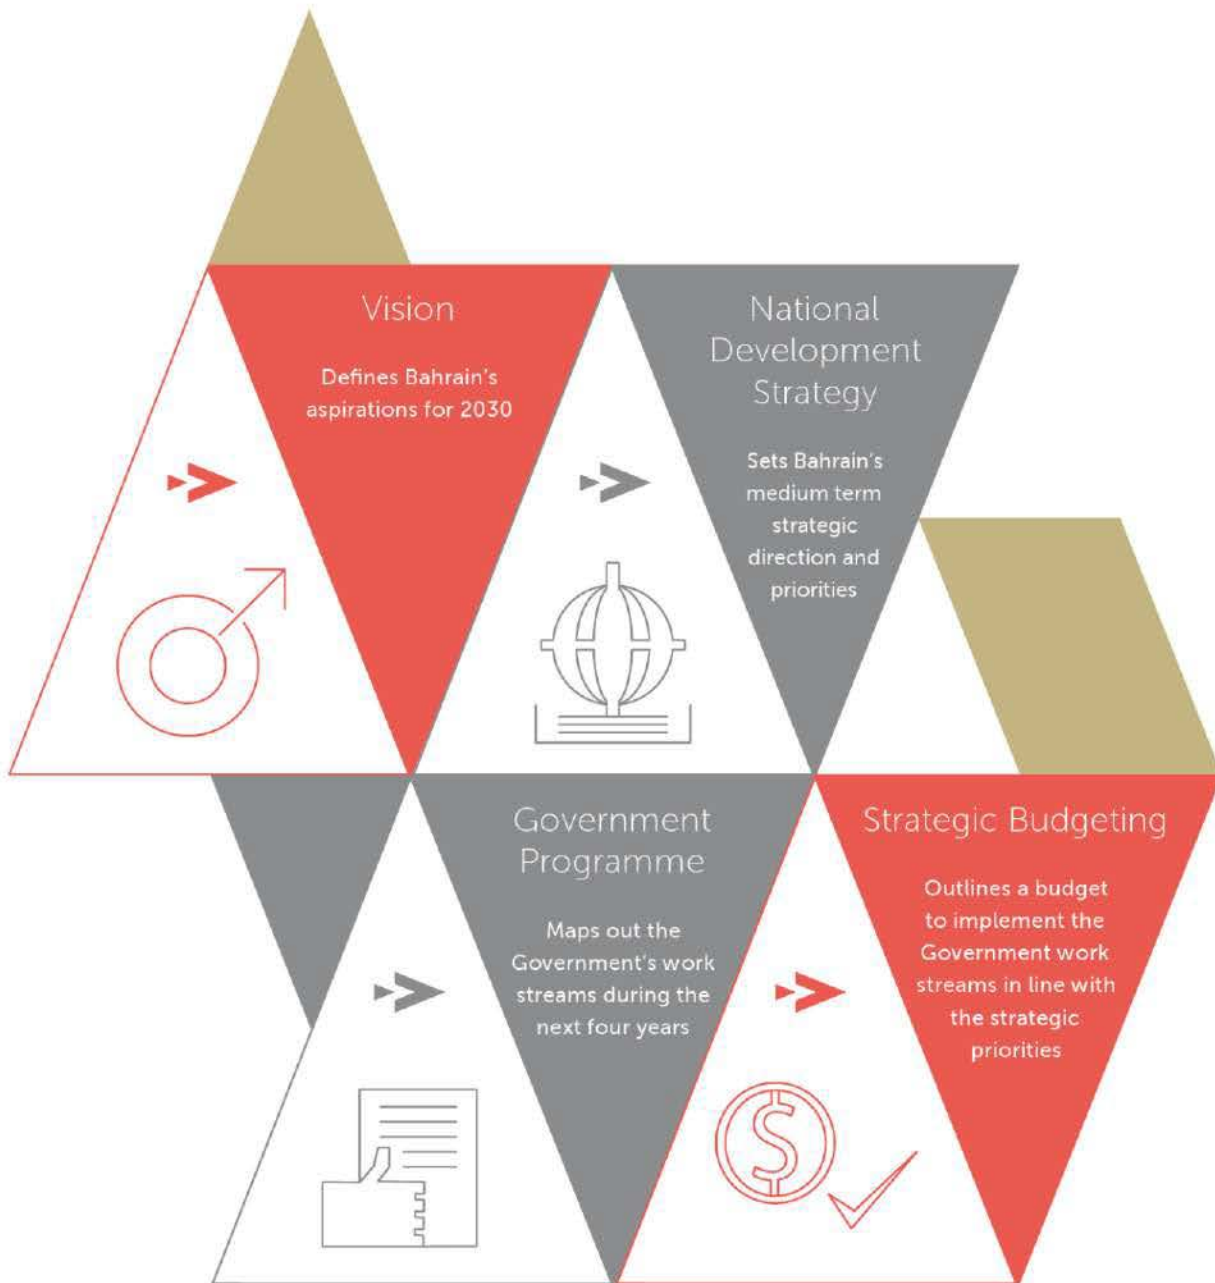 Vision
Defines Bahrain's
aspirations for 2030
National
Development
Strategy
Sets Bahrain's
medium term
strategic
direction and
priorities
Government
Programme
Maps out the
Government's work
streams during the
next four years
Strategic Budgeting
Outlines a budget
to implement the
Government work
streams in line with
the strategic
priorities
$